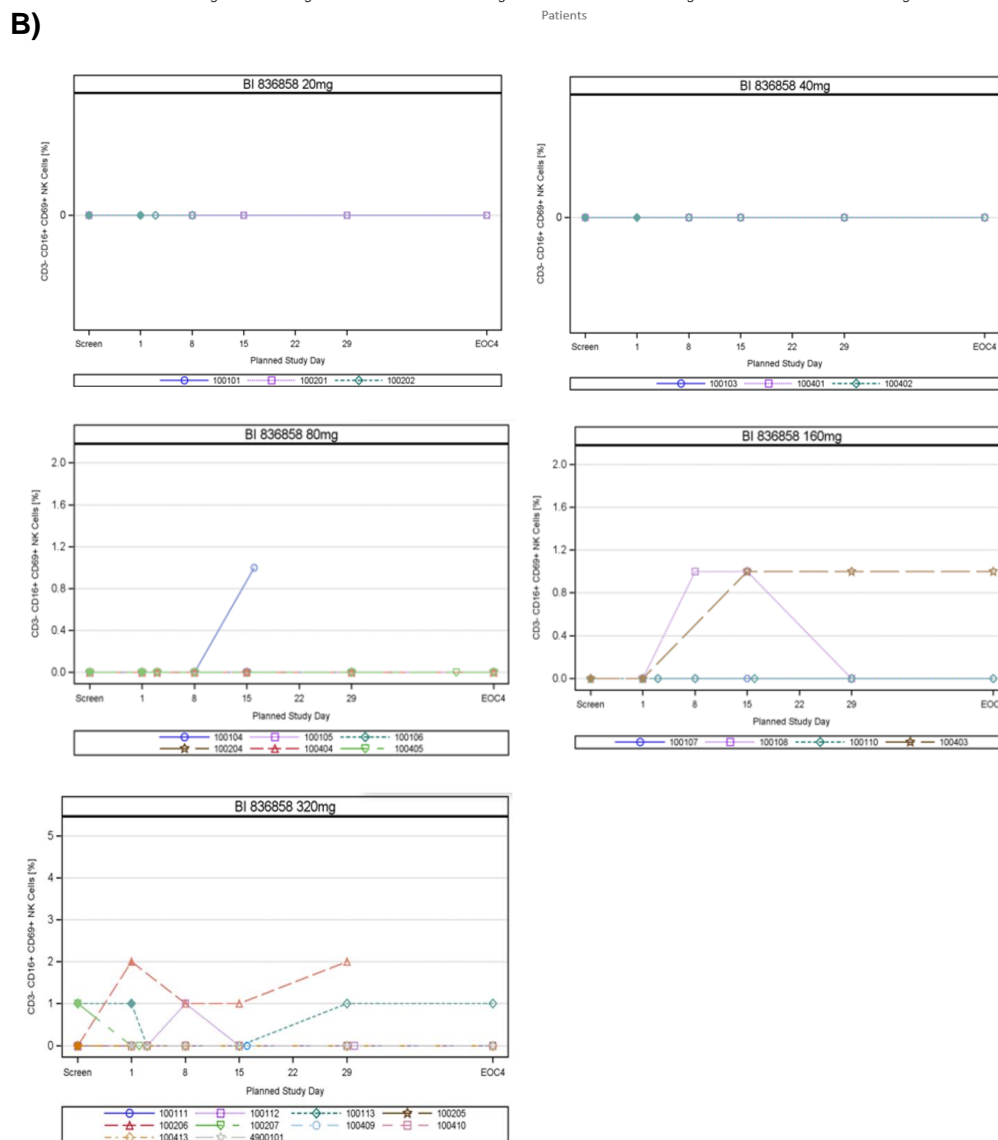 Patients
B)
BI 836858 20mg
CD3- CD16+ CD69+ NK Cells [%]
0
Screen 1 8 15 22 29 EOC4
Planned Study Day
100101 100201 100202
BI 836858 40mg
CD3- CD16+ CD69+ NK Cells [%]
0
Screen 1 8 15 22 29 EOC4
Planned Study Day
100103 100401 100402
BI 836858 80mg
CD3- CD16+ CD69+ NK Cells [%]
2.0
1.6
1.2
0.8
0.4
0.0
Screen 1 8 15 22 29 EOC4
Planned Study Day
100104 100105 100106
100204 100404 100405
BI 836858 160mg
CD3- CD16+ CD69+ NK Cells [%]
2.0
1.6
1.2
0.8
0.4
0.0
Screen 1 8 15 22 29 EOC
Planned Study Day
100107 100108 100110 100403
BI 836858 320mg
CD3- CD16+ CD69+ NK Cells [%]
5
4
3
2
1
0
Screen 1 8 15 22 29 EOC4
Planned Study Day
100111 100112 100113 100205
100206 100207 100409 100410
100413 4900101